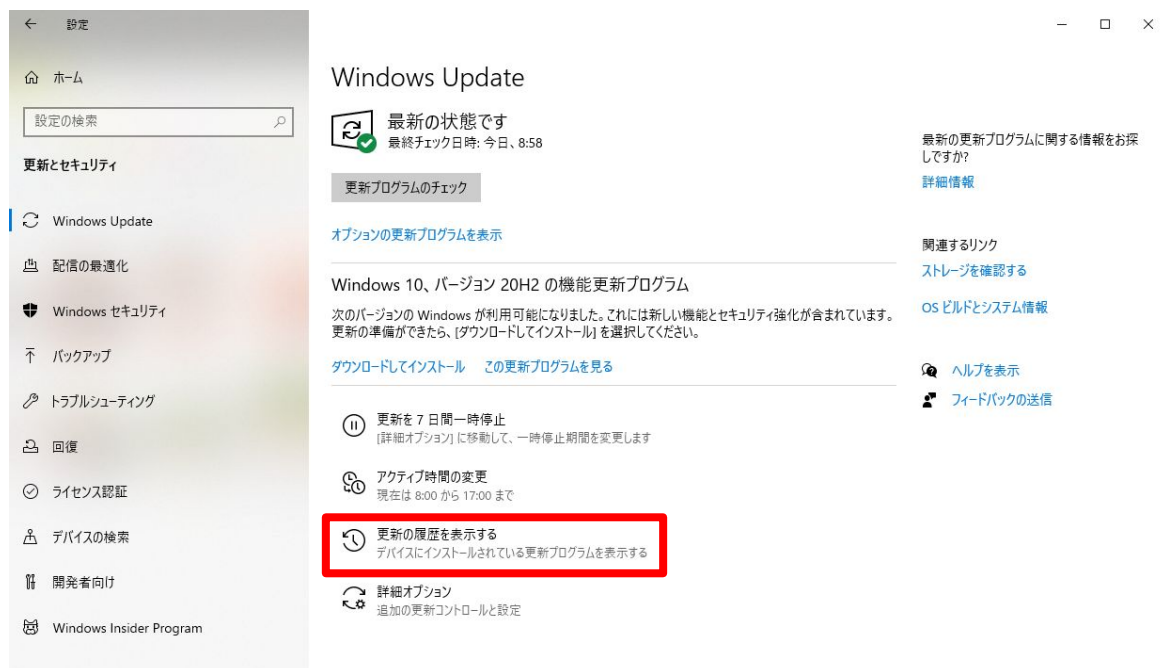 設定
ホーム
設定の検索
更新とセキュリティ
Windows Update
配信の最適化
Windows セキュリティ
バックアップ
トラブルシューティング
回復
ライセンス認証
デバイスの検索
開発者向け
Windows Insider Program
Windows Update
最新の状態です
最終チェック日時: 今日、8:58
更新プログラムのチェック
オプションの更新プログラムを表示
Windows 10、バージョン 20H2 の機能更新プログラム
次のバージョンの Windows が利用可能になりました。これには新しい機能とセキュリティ強化が含まれています。
更新の準備ができたら、[ダウンロードしてインストール] を選択してください。
ダウンロードしてインストール この更新プログラムを見る
更新を 7 日間一時停止
[詳細オプション] に移動して、一時停止期間を変更します
アクティブ時間の変更
現在は 8:00 から 17:00 まで
更新の履歴を表示する
デバイスにインストールされている更新プログラムを表示する
詳細オプション
追加の更新コントロールと設定
最新の更新プログラムに関する情報をお探
しですか?
詳細情報
関連するリンク
ストレージを確認する
OS ビルドとシステム情報
ヘルプを表示
フィードバックの送信